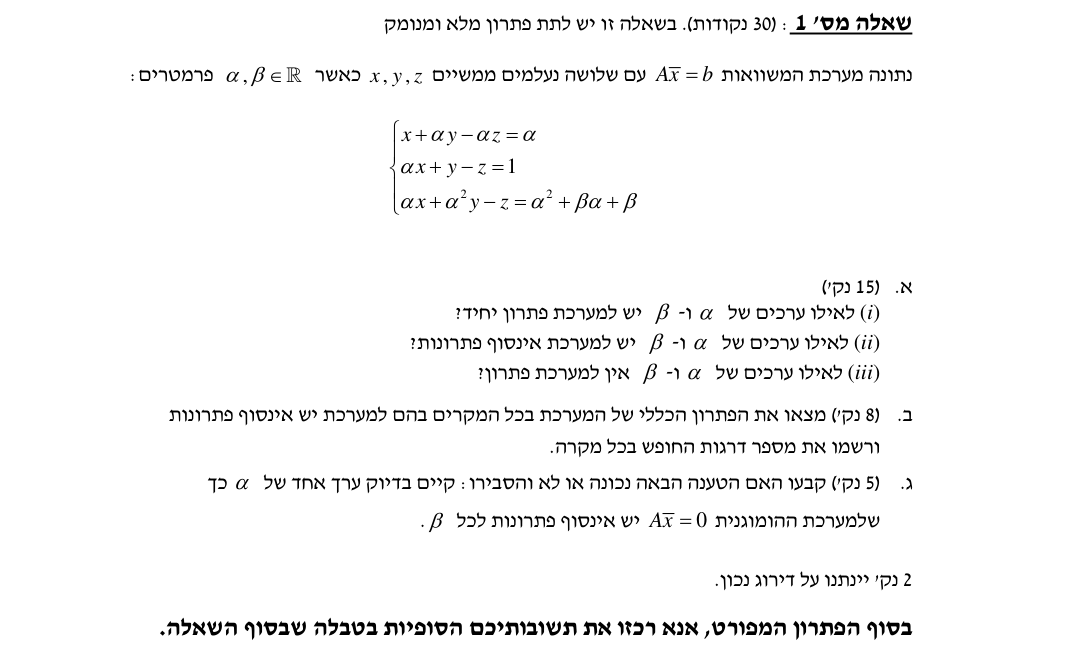 שאלה מס׳ 1 : (30 נקודות). בשאלה זו יש לתת פתרון מלא ומנומק
נתונה מערכת המשוואות Ax̅ = b עם שלושה נעלמים ממשיים x, y, z כאשר α, β ∈ ℝ פרמטרים :
x + αy − αz = α
αx + y − z = 1
αx + α²y − z = α² + βα + β
א. (15 נק׳)
(i) לאילו ערכים של α ו- β יש למערכת פתרון יחיד?
(ii) לאילו ערכים של α ו- β יש למערכת אינסוף פתרונות?
(iii) לאילו ערכים של α ו- β אין למערכת פתרון?
ב. (8 נק׳) מצאו את הפתרון הכללי של המערכת בכל המקרים בהם למערכת יש אינסוף פתרונות
ורשמו את מספר דרגות החופש בכל מקרה.
ג. (5 נק׳) קבעו האם הטענה הבאה נכונה או לא והסבירו : קיים בדיוק ערך אחד של α כך
שלמערכת ההומוגנית Ax̅ = 0 יש אינסוף פתרונות לכל β .
2 נק׳ יינתנו על דירוג נכון.
בסוף הפתרון המפורט, אנא רכזו את תשובותיכם הסופיות בטבלה שבסוף השאלה.